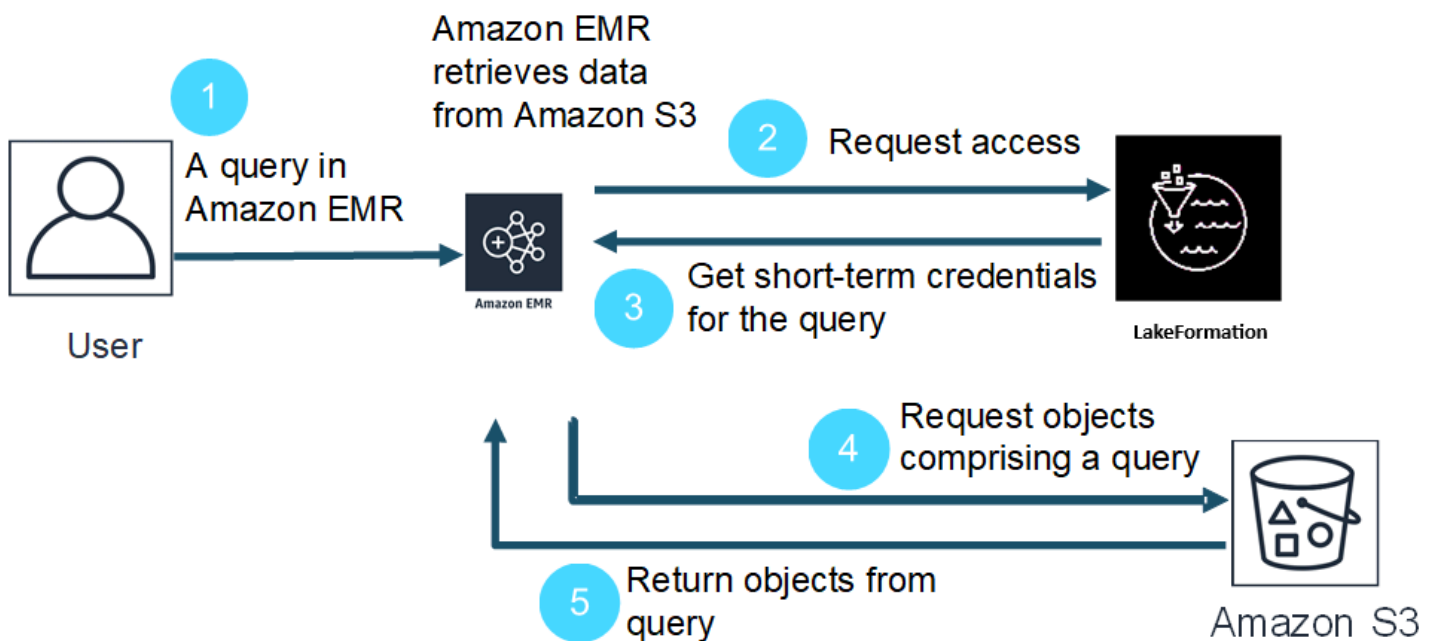 Amazon EMR
retrieves data
from Amazon S3
1
A query in
Amazon EMR
2
Request access
Amazon EMR
3
Get short-term credentials
for the query
LakeFormation
User
4
Request objects
comprising a query
5
Return objects from
query
Amazon S3